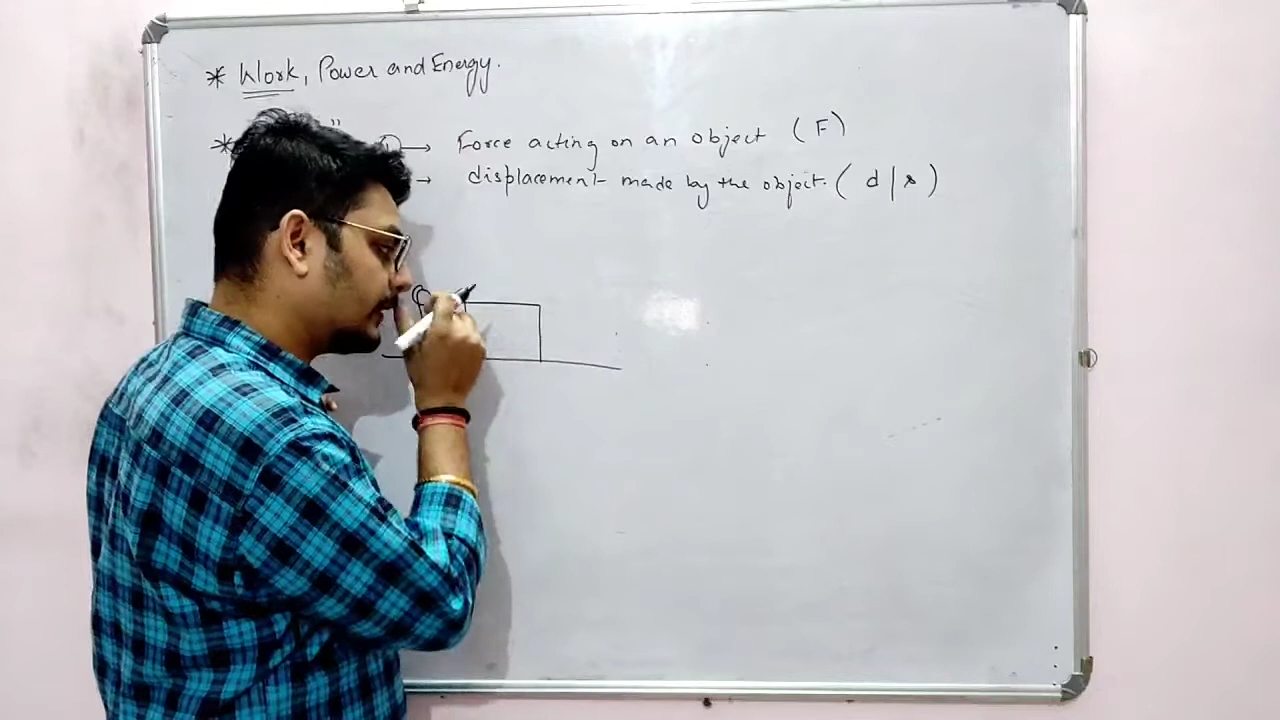 * Work, Power and Energy.
* " ① → Force acting on an object (F)
→ displacement made by the object. ( d | s )